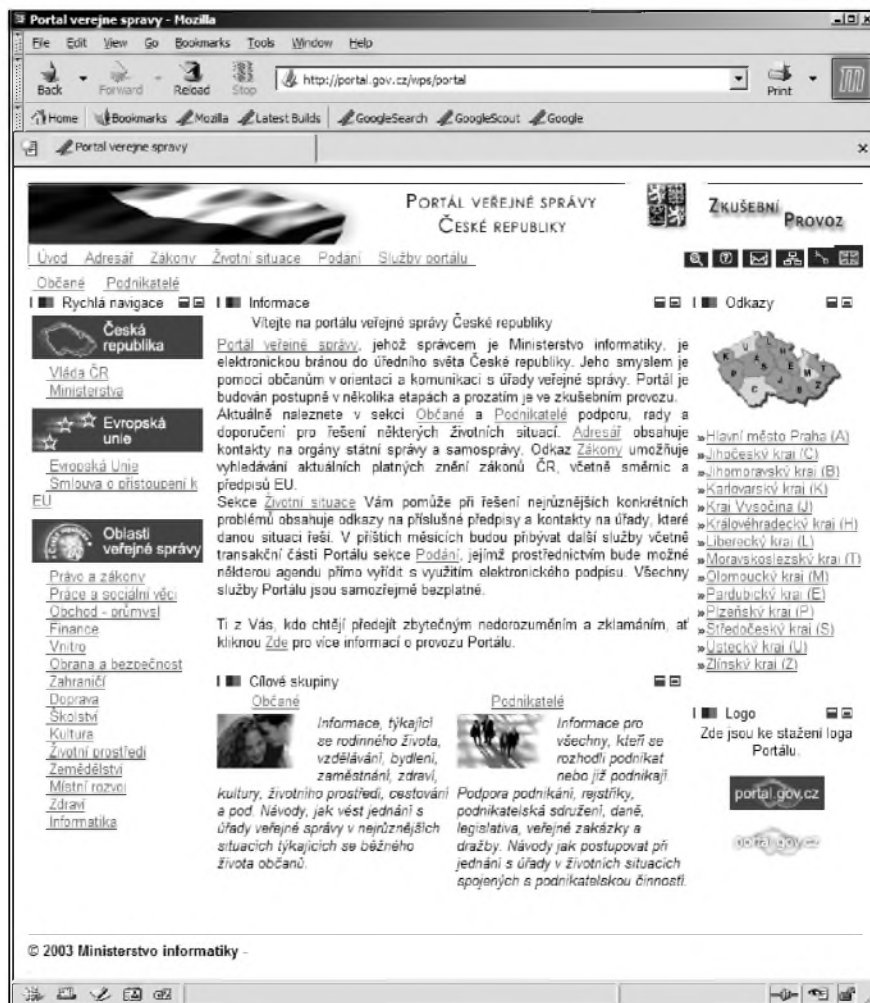 Portal verejne spravy - Mozilla
File Edit View Go Bookmarks Tools Window Help
Back Forward Reload Stop http://portal.gov.cz/wps/portal Print
Home Bookmarks Mozilla Latest Builds GoogleSearch GoogleScout Google
Portal verejne spravy
PORTÁL VEŘEJNÉ SPRÁVY
ČESKÉ REPUBLIKY
ZKUŠEBNÍ
PROVOZ
Úvod Adresář Zákony Životní situace Podání Služby portálu
Občané Podnikatelé
Rychlá navigace
Česká
republika
Vláda ČR
Ministerstva
Evropská
unie
Evropská Unie
Smlouva o přistoupení k
EU
Oblasti
veřejné správy
Právo a zákony
Práce a sociální věci
Obchod - průmysl
Finance
Vnitro
Obrana a bezpečnost
Zahraničí
Doprava
Školství
Kultura
Životní prostředí
Zemědělství
Místní rozvoj
Zdraví
Informatika
Informace
Vítejte na portálu veřejné správy České republiky
Portál veřejné správy, jehož správcem je Ministerstvo informatiky, je
elektronickou bránou do úředního světa České republiky. Jeho smyslem je
pomoci občanům v orientaci a komunikaci s úřady veřejné správy. Portál je
budován postupně v několika etapách a prozatím je ve zkušebním provozu.
Aktuálně naleznete v sekci Občané a Podnikatelé podporu, rady a
doporučení pro řešení některých životních situací. Adresář obsahuje
kontakty na orgány státní správy a samosprávy. Odkaz Zákony umožňuje
vyhledávání aktuálních platných znění zákonů ČR, včetně směrnic a
předpisů EU.
Sekce Životní situace Vám pomůže při řešení nejrůznějších konkrétních
problémů obsahuje odkazy na příslušné předpisy a kontakty na úřady, které
danou situaci řeší. V příštích měsících budou přibývat další služby včetně
transakční části Portálu sekce Podání, jejímž prostřednictvím bude možné
některou agendu přímo vyřídit s využitím elektronického podpisu. Všechny
služby Portálu jsou samozřejmě bezplatné.
Ti z Vás, kdo chtějí předejít zbytečným nedorozuměním a zklamáním, ať
kliknou Zde pro více informací o provozu Portálu.
Cílové skupiny
Občané
Informace, týkající
se rodinného života,
vzdělávání, bydlení,
zaměstnání, zdraví,
kultury, životního prostředí, cestování
a pod. Návody, jak vést jednání s
úřady veřejné správy v nejrůznějších
situacích týkajících se běžného
života občanů.
Podnikatelé
Informace pro
všechny, kteří se
rozhodli podnikat
nebo již podnikají.
Podpora podnikání, rejstříky,
podnikatelská sdružení, daně,
legislativa, veřejné zakázky a
dražby. Návody jak postupovat při
jednání s úřady v životních situacích
spojených s podnikatelskou činností.
Odkazy
»Hlavní město Praha (A)
»Jihočeský kraj (C)
»Jihomoravský kraj (B)
»Karlovarský kraj (K)
»Kraj Vysočina (J)
»Královéhradecký kraj (H)
»Liberecký kraj (L)
»Moravskoslezský kraj (T)
»Olomoucký kraj (M)
»Pardubický kraj (E)
»Plzeňský kraj (P)
»Středočeský kraj (S)
»Ústecký kraj (U)
»Zlínský kraj (Z)
Logo
Zde jsou ke stažení loga
Portálu.
portal.gov.cz
portal.gov.cz
© 2003 Ministerstvo informatiky -